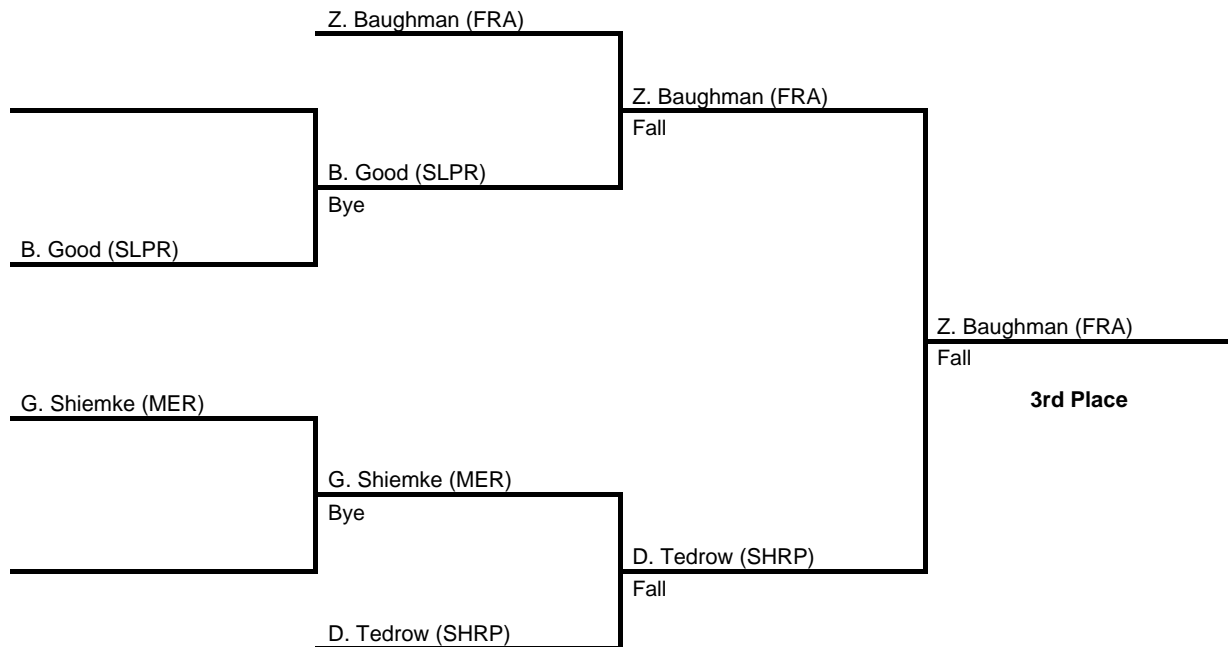 Z. Baughman (FRA)
Z. Baughman (FRA)
Fall
B. Good (SLPR)
Bye
B. Good (SLPR)
Z. Baughman (FRA)
Fall
3rd Place
G. Shiemke (MER)
G. Shiemke (MER)
Bye
D. Tedrow (SHRP)
Fall
D. Tedrow (SHRP)